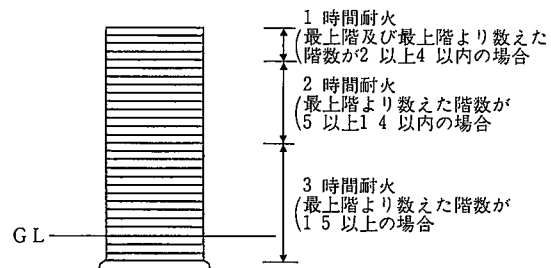 1 時間耐火
(最上階及び最上階より数えた
階数が2 以上4 以内の場合
2 時間耐火
(最上階より数えた階数が
5 以上1 4 以内の場合
3 時間耐火
(最上階より数えた階数が
1 5 以上の場合
G L